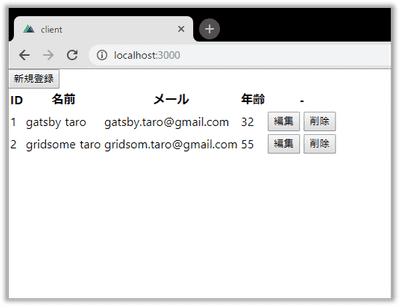 client
localhost:3000
新規登録
ID 名前 メール 年齢 -
1 gatsby taro gatsby.taro@gmail.com 32 編集 削除
2 gridsome taro gridsom.taro@gmail.com 55 編集 削除